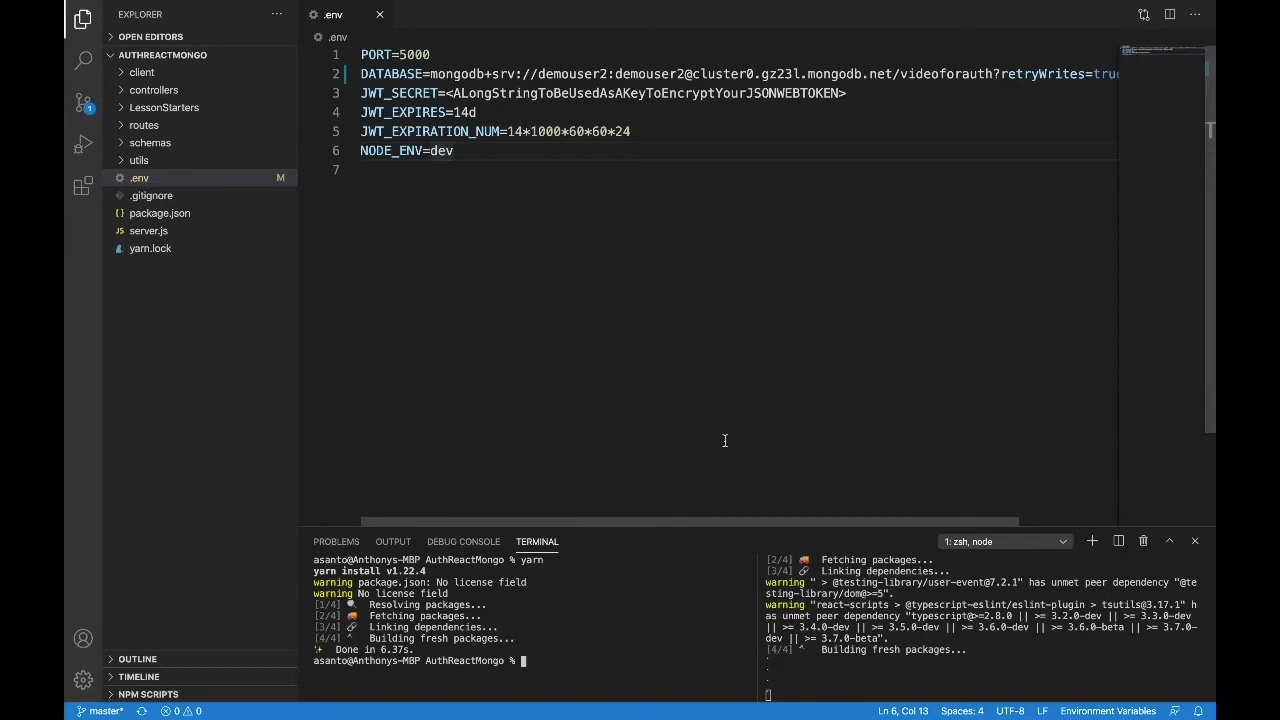 EXPLORER
.env
OPEN EDITORS
.env
AUTHREACTMONGO
client
controllers
LessonStarters
routes
schemas
utils
.env M
.gitignore
package.json
server.js
yarn.lock
1
1 PORT=5000
2 DATABASE=mongodb+srv://demouser2:demouser2@cluster0.gz23l.mongodb.net/videoforauth?retryWrites=true
3 JWT_SECRET=<ALongStringToBeUsedAsAKeyToEncryptYourJSONWEBTOKEN>
4 JWT_EXPIRES=14d
5 JWT_EXPIRATION_NUM=14*1000*60*60*24
6 NODE_ENV=dev
7
PROBLEMS OUTPUT DEBUG CONSOLE TERMINAL
1: zsh, node
asanto@Anthonys-MBP AuthReactMongo % yarn
yarn install v1.22.4
warning package.json: No license field
warning No license field
[1/4] Resolving packages...
[2/4] Fetching packages...
[3/4] Linking dependencies...
[4/4] Building fresh packages...
Done in 6.37s.
asanto@Anthonys-MBP AuthReactMongo %
[2/4] Fetching packages...
[3/4] Linking dependencies...
warning " > @testing-library/user-event@7.2.1" has unmet peer dependency "@te
sting-library/dom@>=5".
warning "react-scripts > @typescript-eslint/eslint-plugin > tsutils@3.17.1" h
as unmet peer dependency "typescript@>=2.8.0 || >= 3.2.0-dev || >= 3.3.0-dev
|| >= 3.4.0-dev || >= 3.5.0-dev || >= 3.6.0-dev || >= 3.6.0-beta || >= 3.7.0-
dev || >= 3.7.0-beta".
[4/4] Building fresh packages...
OUTLINE
TIMELINE
NPM SCRIPTS
master* 0 0 Ln 6, Col 13 Spaces: 4 UTF-8 LF Environment Variables